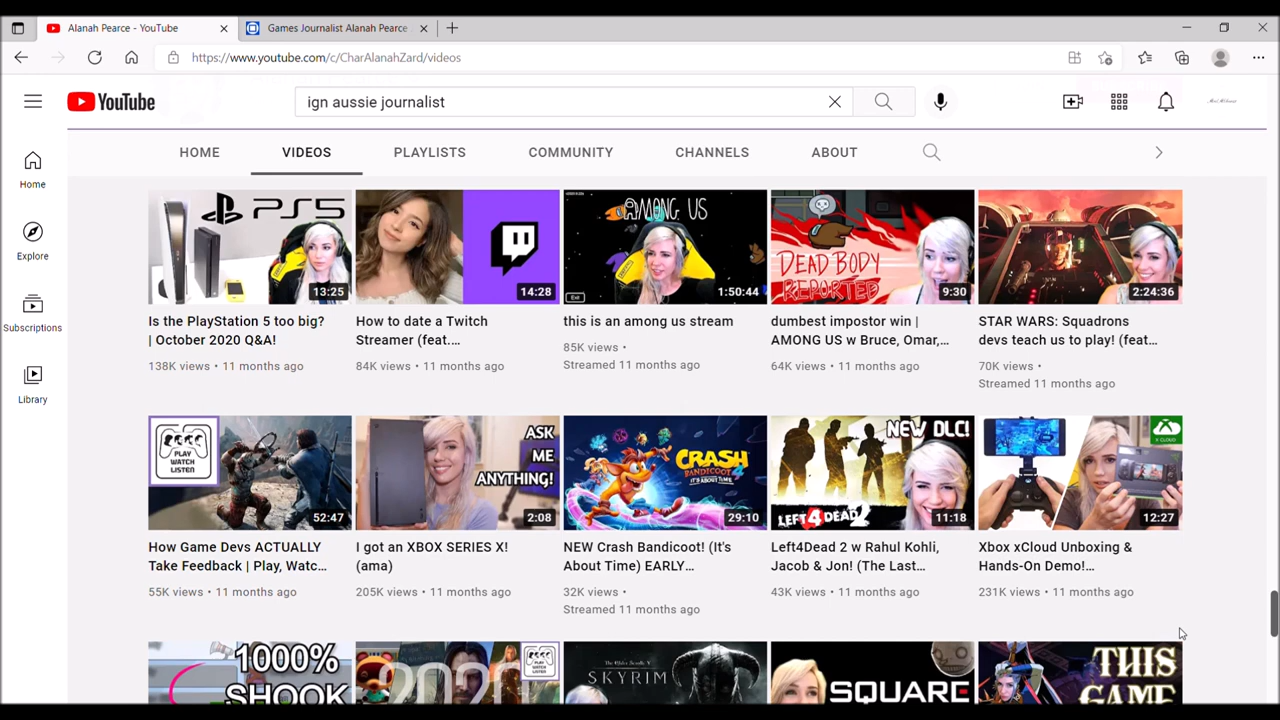 Alanah Pearce - YouTube
Games Journalist Alanah Pearce
https://www.youtube.com/c/CharAlanahZard/videos
YouTube
ign aussie journalist
HOME
VIDEOS
PLAYLISTS
COMMUNITY
CHANNELS
ABOUT
Home
Explore
Subscriptions
Library
PS5
13:25
14:28
AMONG US
Exit
1:50:44
DEAD BODY
REPORTED
9:30
2:24:36
Is the PlayStation 5 too big?
| October 2020 Q&A!
138K views • 11 months ago
How to date a Twitch
Streamer (feat....
84K views • 11 months ago
this is an among us stream
85K views •
Streamed 11 months ago
dumbest impostor win |
AMONG US w Bruce, Omar,...
64K views • 11 months ago
STAR WARS: Squadrons
devs teach us to play! (feat...
70K views •
Streamed 11 months ago
PLAY
WATCH
LISTEN
52:47
ASK
ME
ANYTHING!
2:08
CRASH
BANDICOOT 4
IT'S ABOUT TIME
29:10
NEW DLC!
LEFT 4 DEAD 2
11:18
X CLOUD
12:27
How Game Devs ACTUALLY
Take Feedback | Play, Watc...
55K views • 11 months ago
I got an XBOX SERIES X!
(ama)
205K views • 11 months ago
NEW Crash Bandicoot! (It's
About Time) EARLY...
32K views •
Streamed 11 months ago
Left4Dead 2 w Rahul Kohli,
Jacob & Jon! (The Last...
43K views • 11 months ago
Xbox xCloud Unboxing &
Hands-On Demo!...
231K views • 11 months ago
1000%
SHOOK
2020
PLAY
WATCH
LISTEN
The Elder Scrolls V
SKYRIM
SQUARE
THIS
GAME